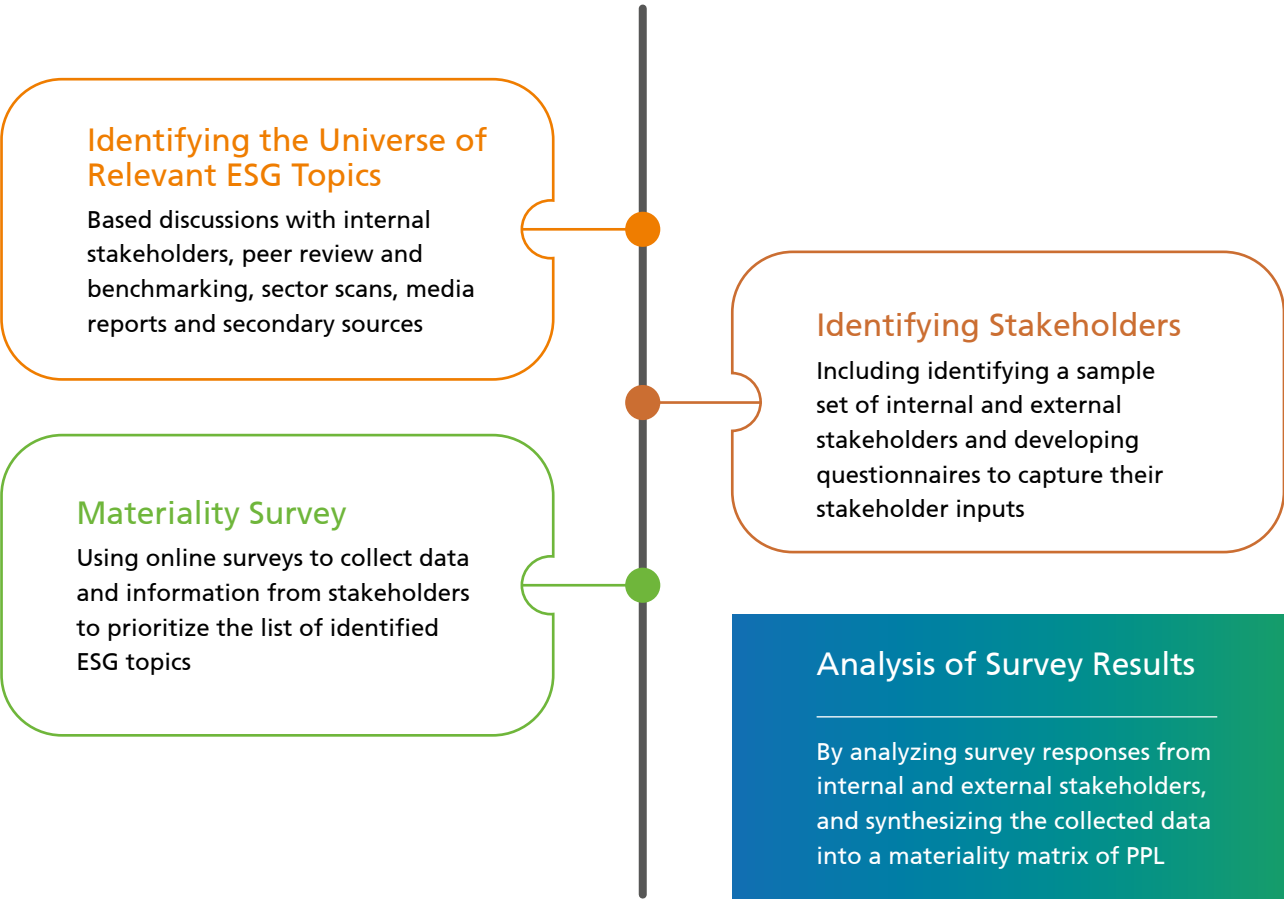 Identifying the Universe of
Relevant ESG Topics
Based discussions with internal
stakeholders, peer review and
benchmarking, sector scans, media
reports and secondary sources
Identifying Stakeholders
Including identifying a sample
set of internal and external
stakeholders and developing
questionnaires to capture their
stakeholder inputs
Materiality Survey
Using online surveys to collect data
and information from stakeholders
to prioritize the list of identified
ESG topics
Analysis of Survey Results
By analyzing survey responses from
internal and external stakeholders,
and synthesizing the collected data
into a materiality matrix of PPL